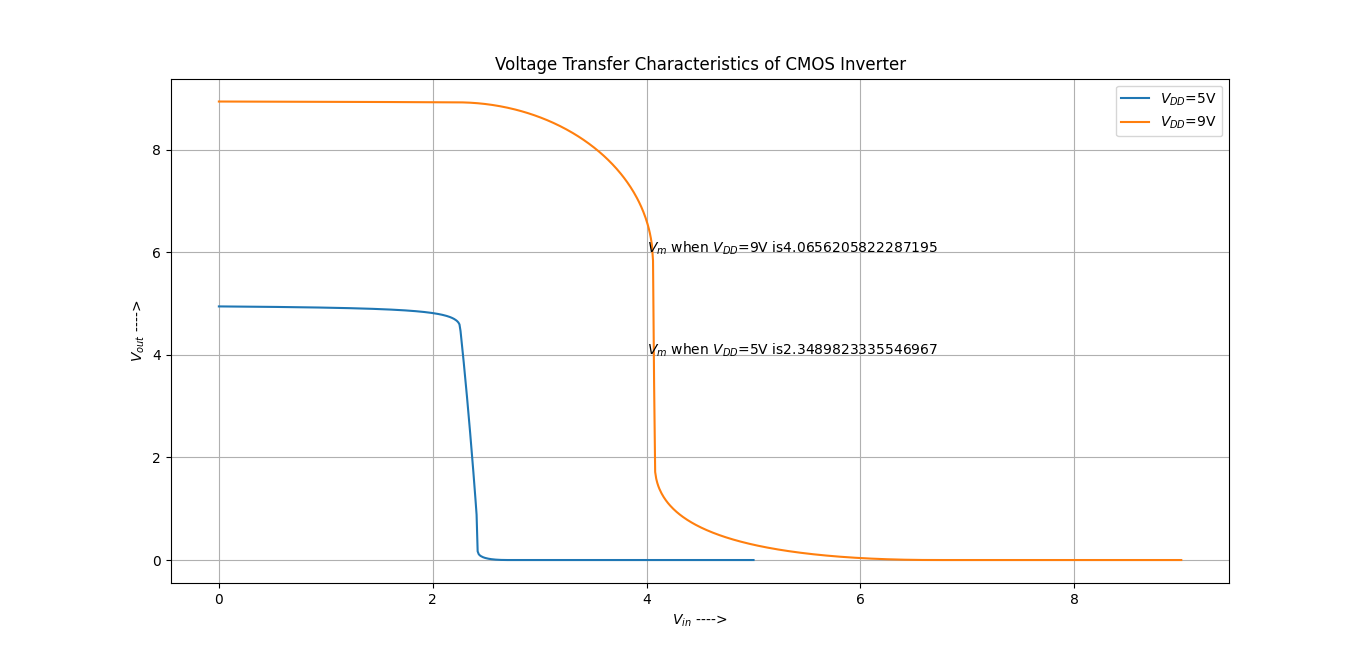 Voltage Transfer Characteristics of CMOS Inverter
V_DD=5V
V_DD=9V
8
6
4
2
0
V_out ---->
V_m when V_DD=9V is4.0656205822287195
V_m when V_DD=5V is2.3489823335546967
0 2 4 6 8
V_in ---->